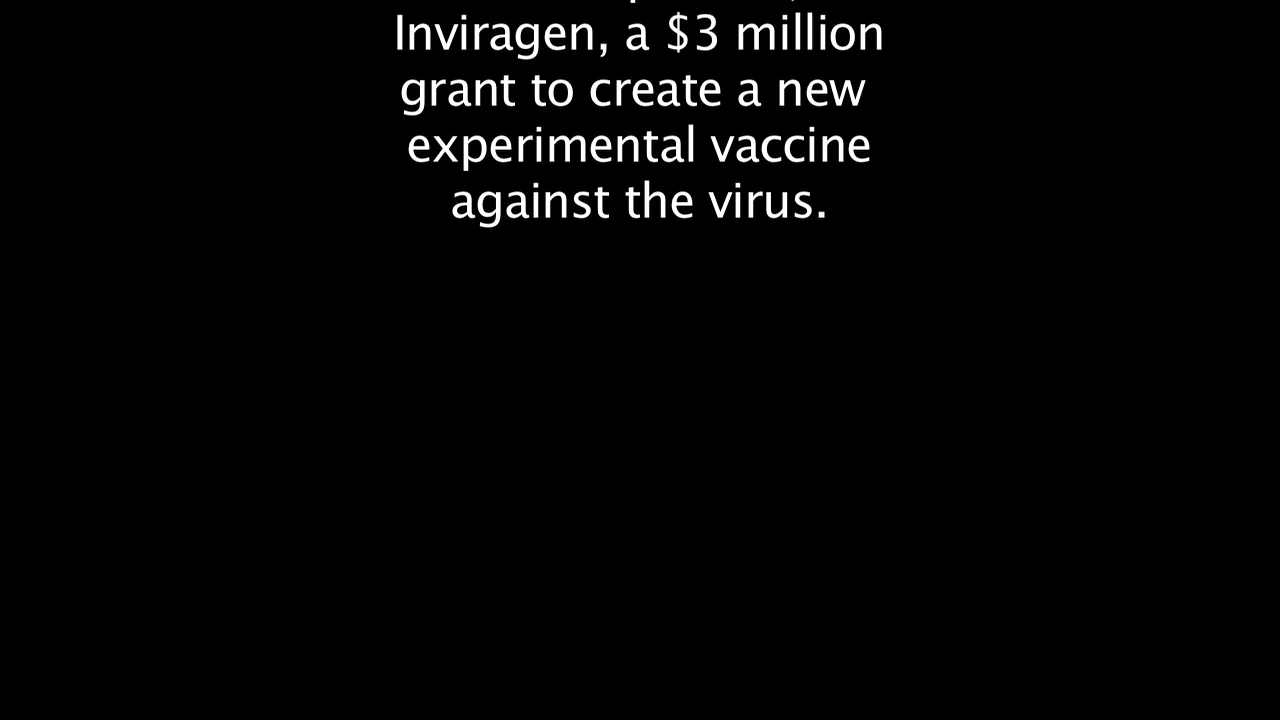 Inviragen, a $3 million
grant to create a new
experimental vaccine
against the virus.